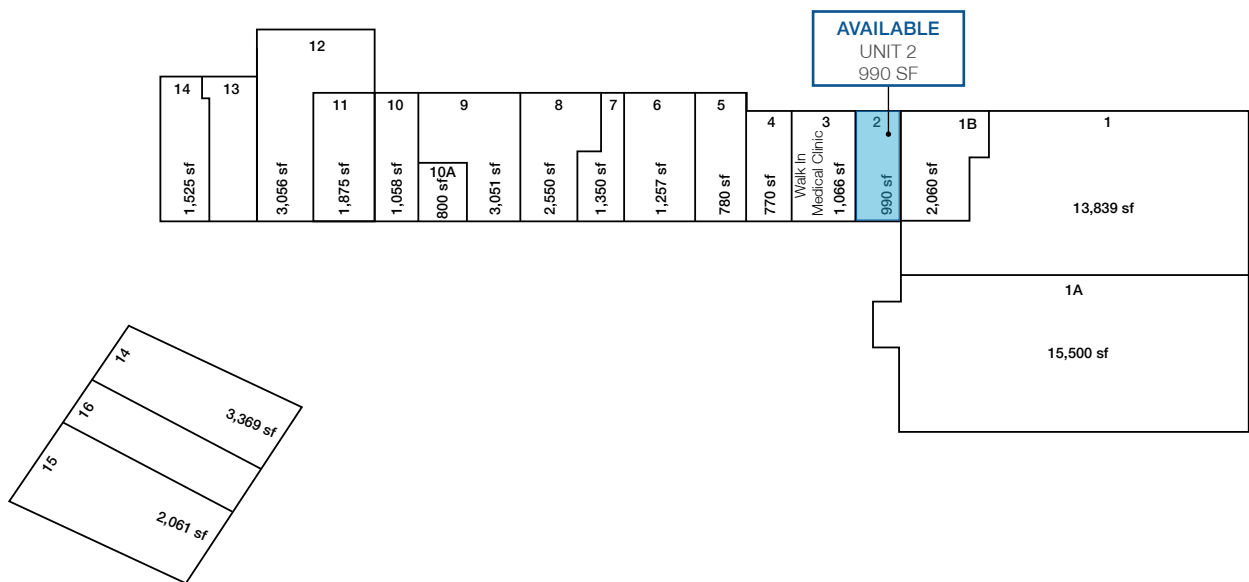 AVAILABLE
UNIT 2
990 SF
12
14
13
11
10
9
8
7
6
5
4
3
2
1B
1
10A
1,525 sf
3,056 sf
1,875 sf
1,058 sf
800 sf
3,051 sf
2,550 sf
1,350 sf
1,257 sf
780 sf
770 sf
Walk In
Medical Clinic
1,066 sf
990 sf
2,060 sf
13,839 sf
1A
15,500 sf
14
3,369 sf
16
15
2,061 sf